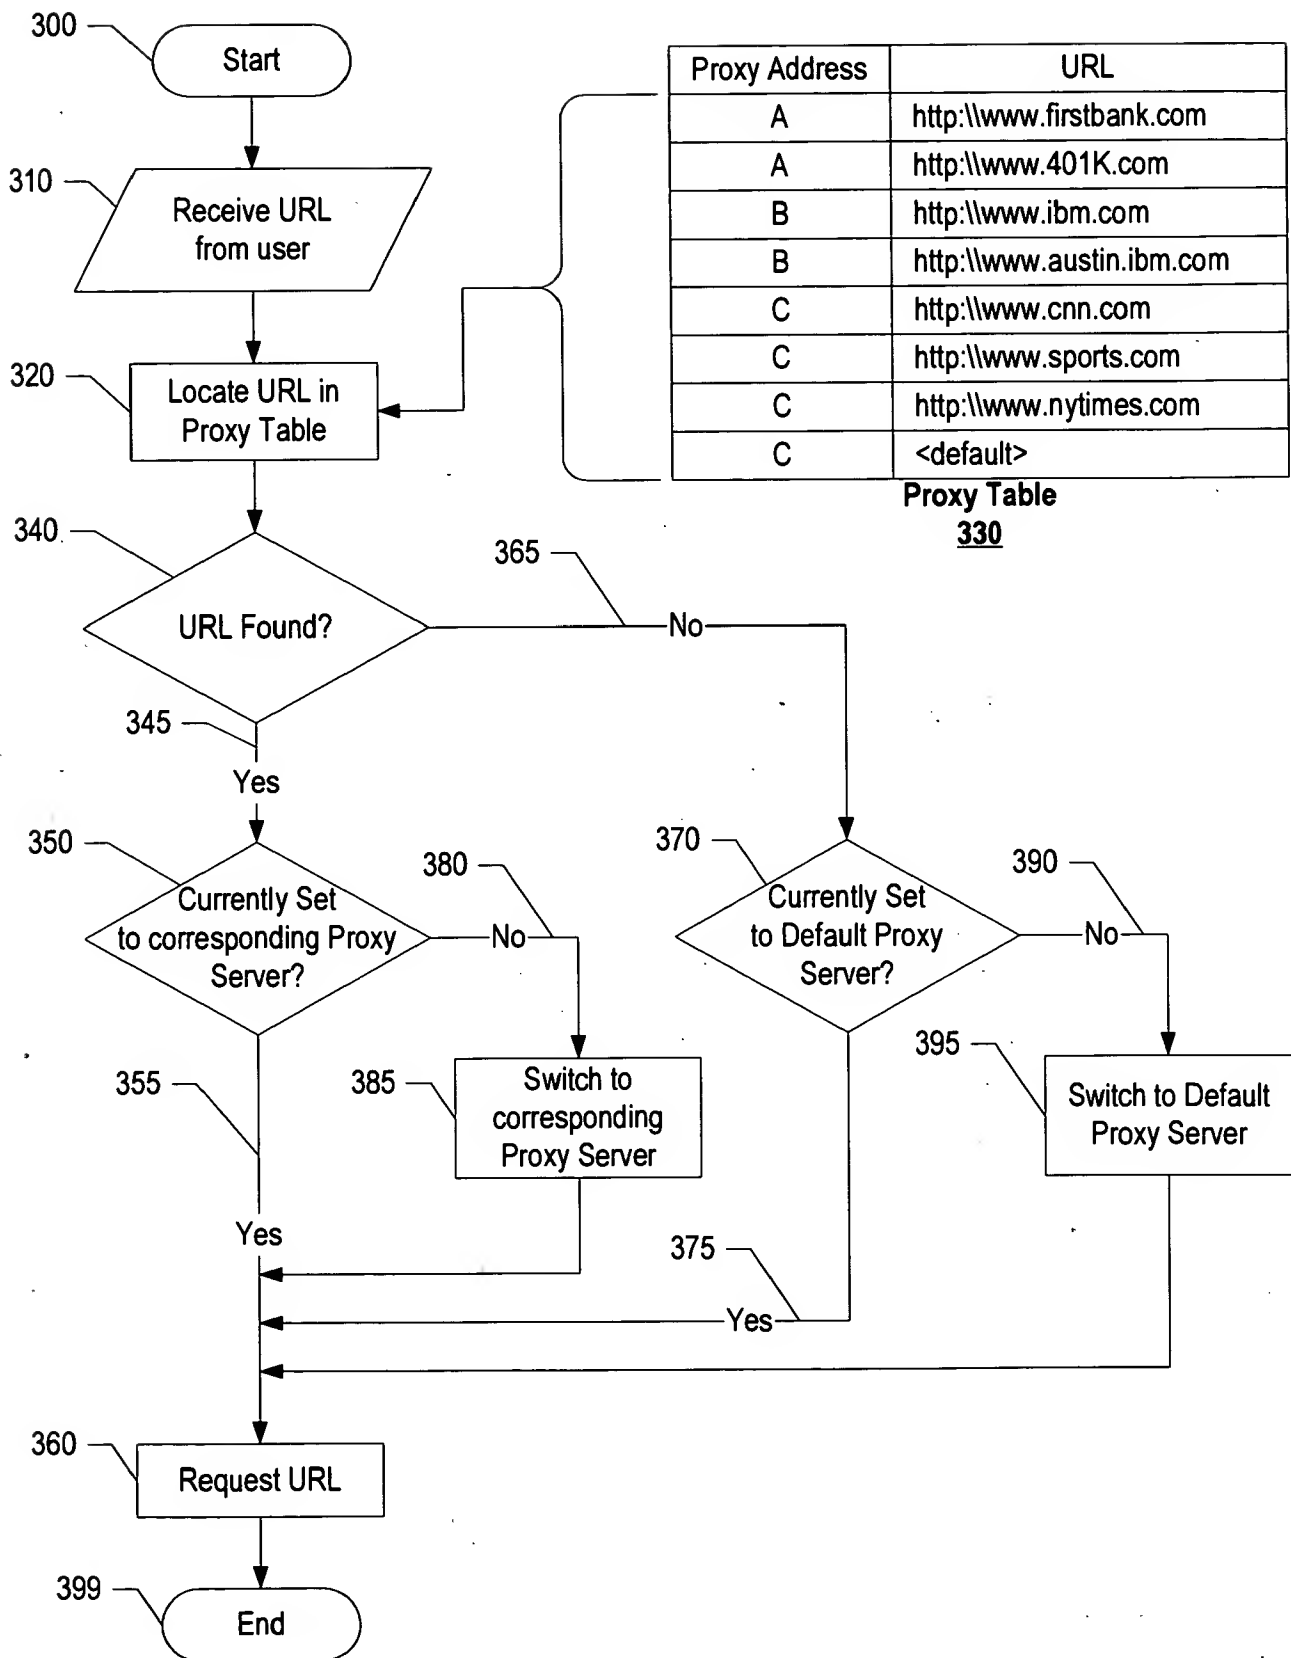 300
Start
Proxy Address URL
A http:\\www.firstbank.com
A http:\\www.401K.com
B http:\\www.ibm.com
B http:\\www.austin.ibm.com
C http:\\www.cnn.com
C http:\\www.sports.com
C http:\\www.nytimes.com
C <default>
Proxy Table
330
310
Receive URL
from user
320
Locate URL in
Proxy Table
340
URL Found?
365
No
345
Yes
350
Currently Set
to corresponding Proxy
Server?
380
No
370
Currently Set
to Default Proxy
Server?
390
No
355
385
Switch to
corresponding
Proxy Server
395
Switch to Default
Proxy Server
Yes
375
Yes
360
Request URL
399
End